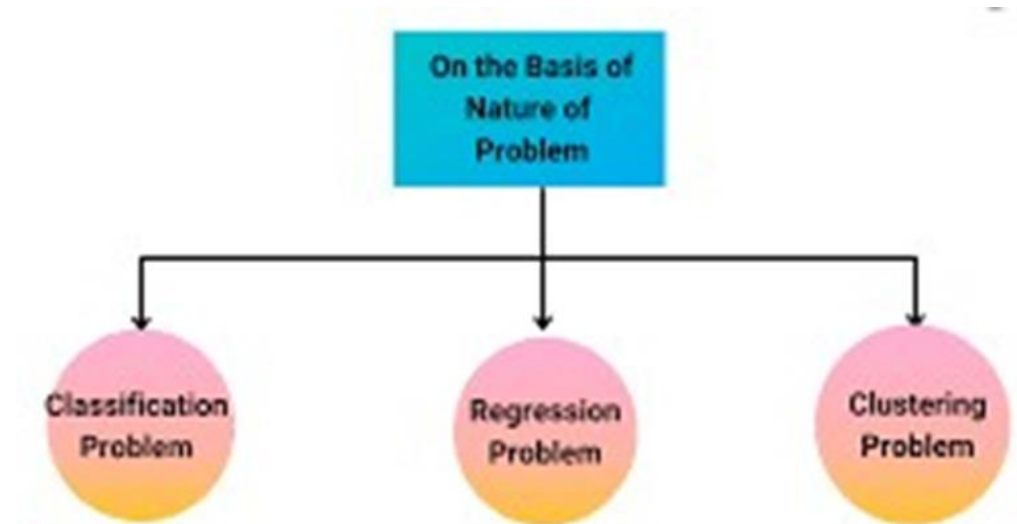 On the Basis of
Nature of
Problem
Classification
Problem
Regression
Problem
Clustering
Problem